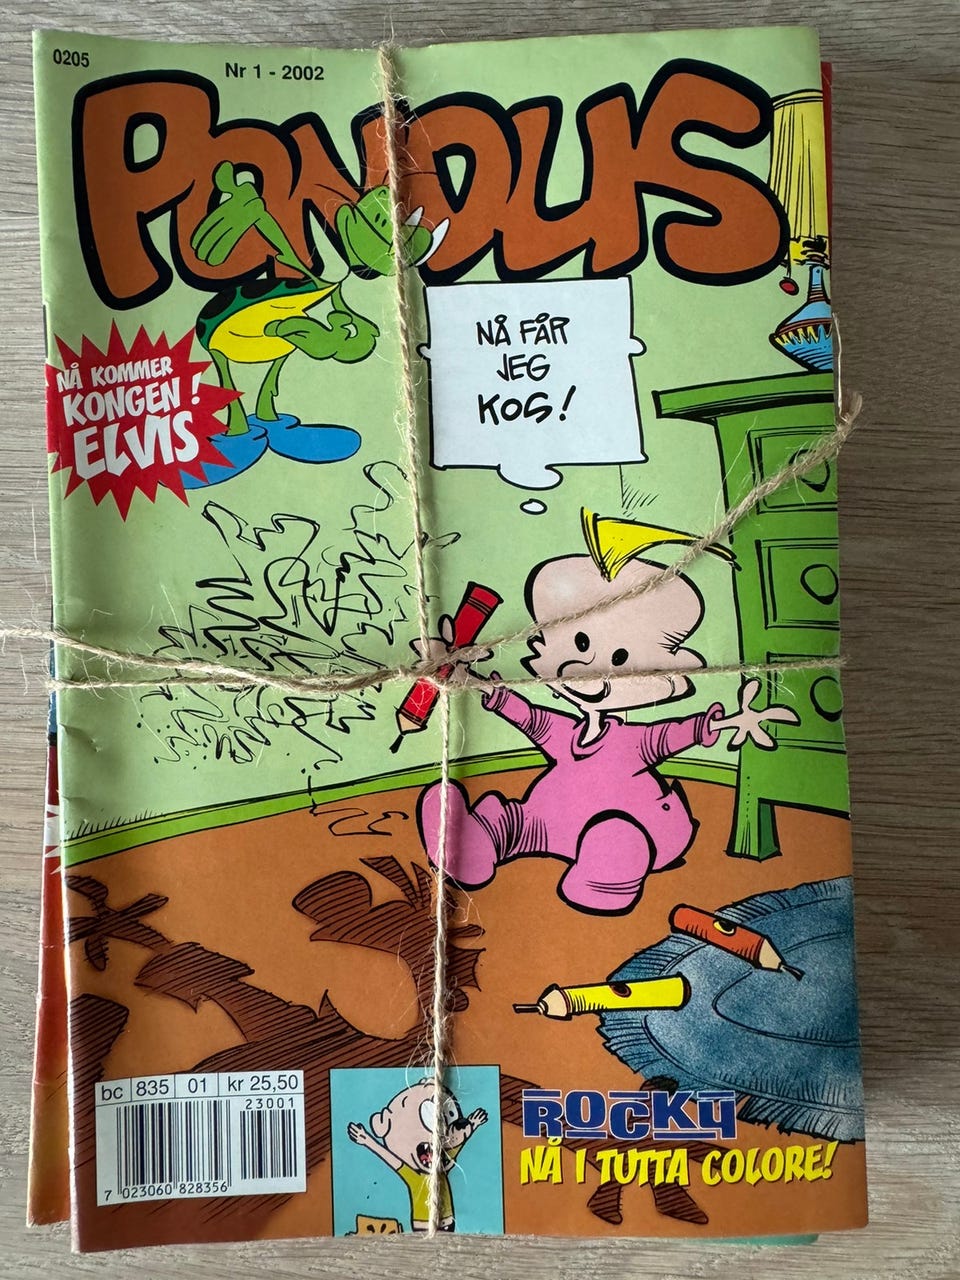 0205
Nr 1 - 2002
PONDUS
NÅ FÅR
JEG
KOS!
NÅ KOMMER
KONGEN!
ELVIS
bc 835 01 kr 25,50
23001
7 023060 828356
ROCKY
NÅ I TUTTA COLORE!